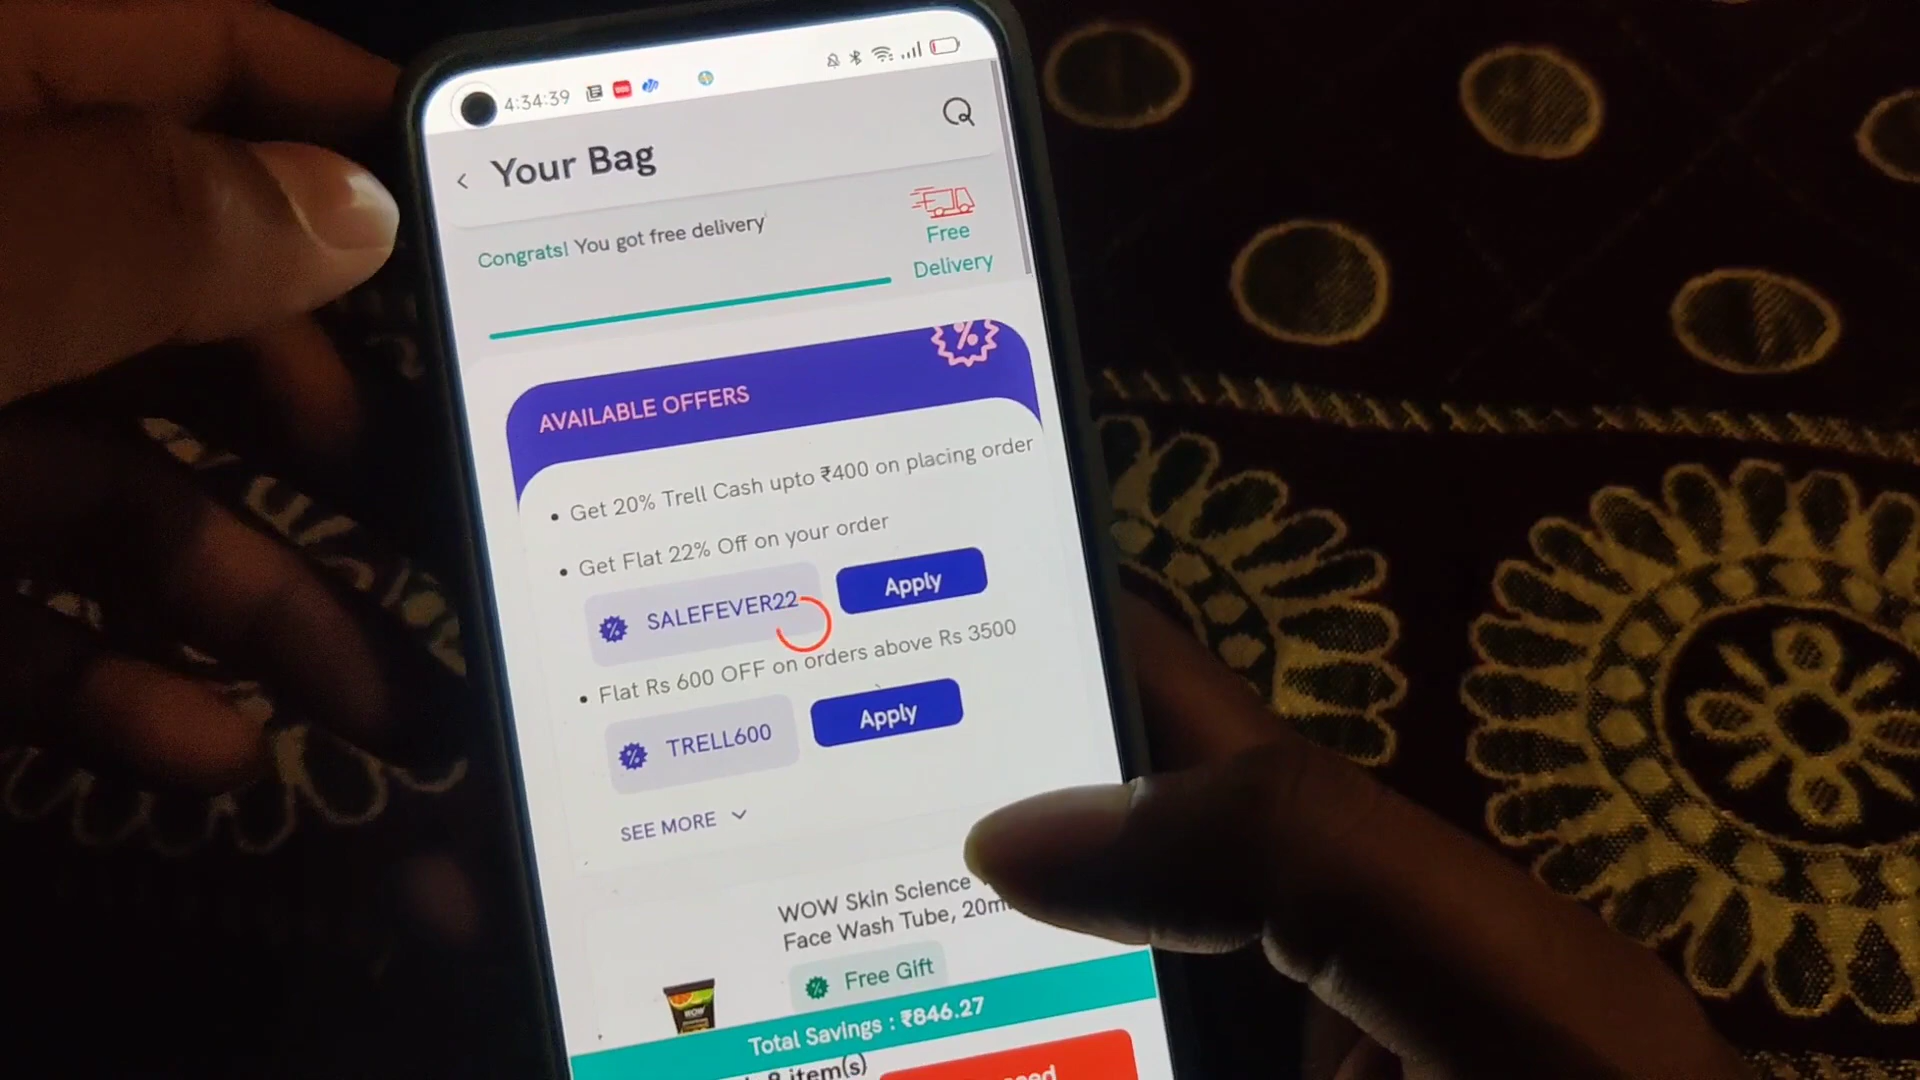 4:34:39
Your Bag
Congrats! You got free delivery
Free
Delivery
AVAILABLE OFFERS
• Get 20% Trell Cash upto ₹400 on placing order
• Get Flat 22% Off on your order
SALEFEVER22
Apply
• Flat Rs 600 OFF on orders above Rs 3500
TRELL600
Apply
SEE MORE
WOW Skin Science
Face Wash Tube, 20m
Free Gift
WOW
Total Savings : ₹846.27
item(s)